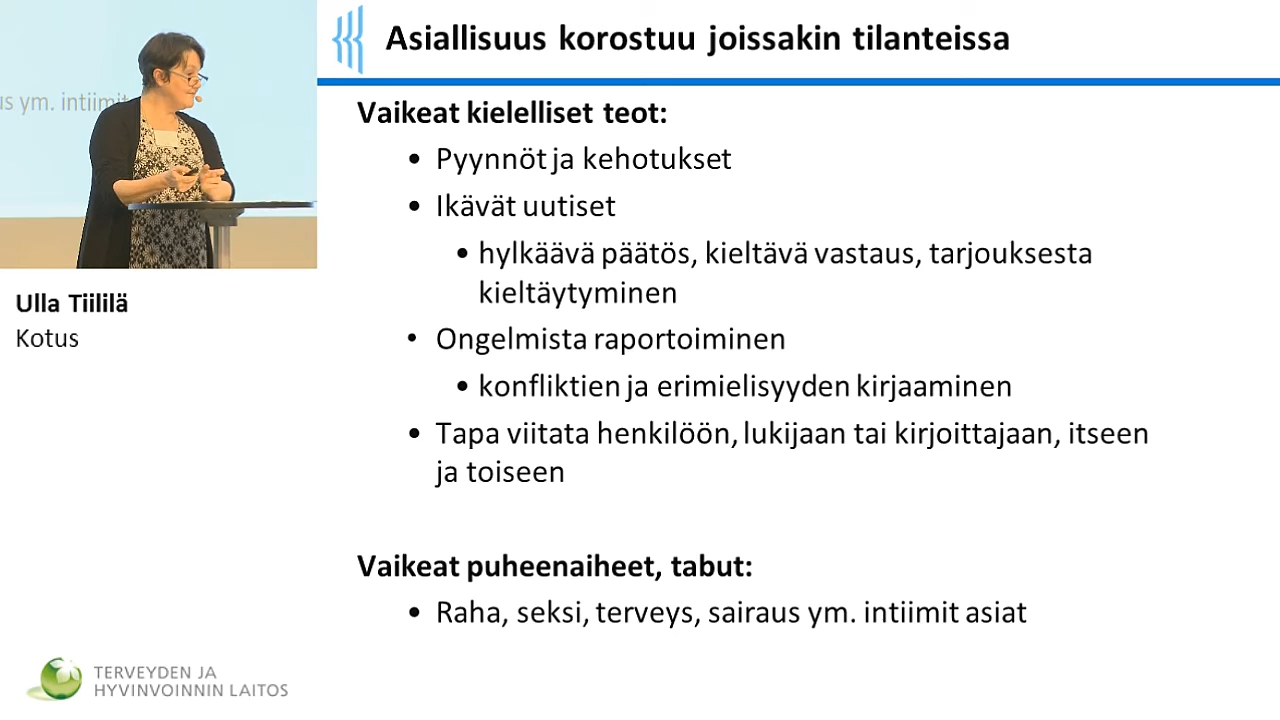 us ym. intiimit
Asiallisuus korostuu joissakin tilanteissa
Vaikeat kielelliset teot:
• Pyynnöt ja kehotukset
• Ikävät uutiset
• hylkäävä päätös, kieltävä vastaus, tarjouksesta
kieltäytyminen
• Ongelmista raportoiminen
• konfliktien ja erimielisyyden kirjaaminen
• Tapa viitata henkilöön, lukijaan tai kirjoittajaan, itseen
ja toiseen
Vaikeat puheenaiheet, tabut:
• Raha, seksi, terveys, sairaus ym. intiimit asiat
Ulla Tiililä
Kotus
TERVEYDEN JA
HYVINVOINNIN LAITOS